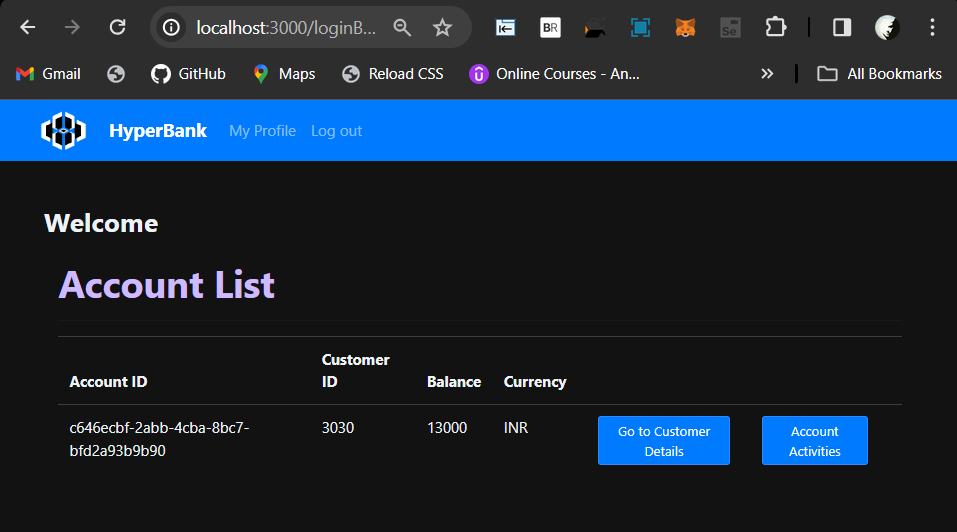 localhost:3000/loginB...
BR
Se
Gmail
GitHub
Maps
Reload CSS
Online Courses - An...
All Bookmarks
HyperBank My Profile Log out
Welcome
Account List
Account ID Customer ID Balance Currency
c646ecbf-2abb-4cba-8bc7-
bfd2a93b9b90
3030 13000 INR
Go to Customer
Details
Account
Activities